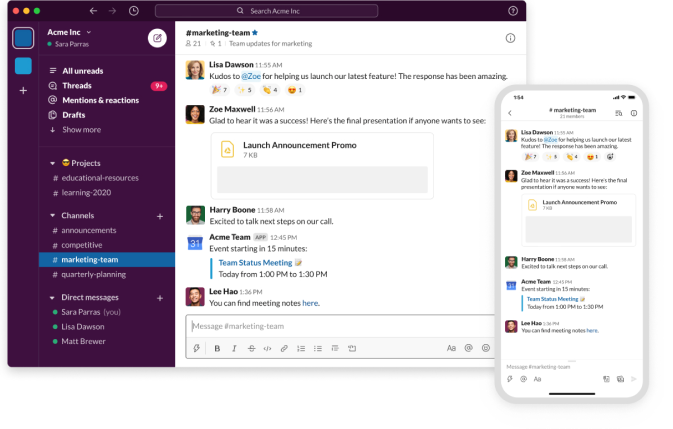 Search Acme Inc
Acme Inc
Sara Parras
All unreads
Threads 9+
Mentions & reactions
Drafts
Show more
Projects
# educational-resources
# learning-2020
Channels
# announcements
# competitive
# marketing-team
# quarterly-planning
Direct messages
Sara Parras (you)
Lisa Dawson
Matt Brewer
#marketing-team
21 1 Team updates for marketing
Lisa Dawson 11:55 AM
Kudos to @Zoe for helping us launch our latest feature! The response has been amazing.
7 5 4 1
Zoe Maxwell 11:56 AM
Glad to hear it was a success! Here's the final presentation if anyone wants to see:
Launch Announcement Promo
7 KB
Harry Boone 11:58 AM
Excited to talk next steps on our call.
31
Acme Team APP 12:45 PM
Event starting in 15 minutes:
Team Status Meeting
Today from 1:00 PM to 1:30 PM
Lee Hao 1:36 PM
You can find meeting notes here.
Message #marketing-team
B I S Aa
1:54
# marketing-team
21 members
Lisa Dawson 11:55 AM
Kudos to @Zoe for helping us launch our latest
feature! The response has been amazing.
7 5 4 1
Zoe Maxwell 11:56 AM
Glad to hear it was a success! Here's the final
presentation if anyone wants to see:
Launch Announcement Promo
7KB
Harry Boone 11:58 AM
Excited to talk next steps on our call.
31
Acme Team 12:45 PM
Event starting in 15 minutes:
Team Status Meeting
Today from 1:00 PM to 1:30 PM
Lee Hao 1:36 PM
You can find meeting notes here.
Message #marketing-team
@ Aa